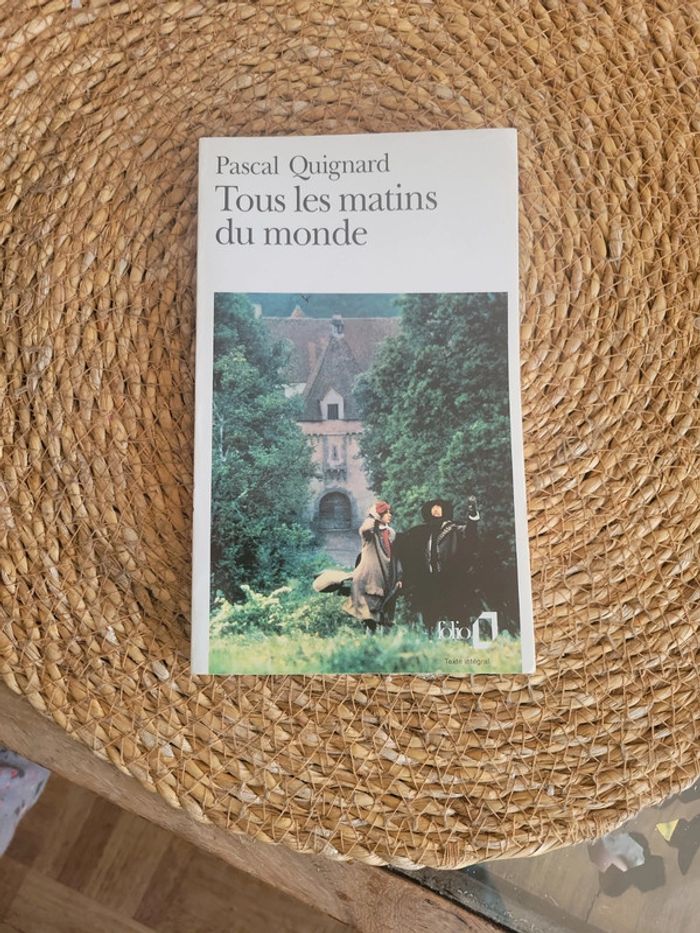 Pascal Quignard
Tous les matins
du monde
folio
Texte intégral